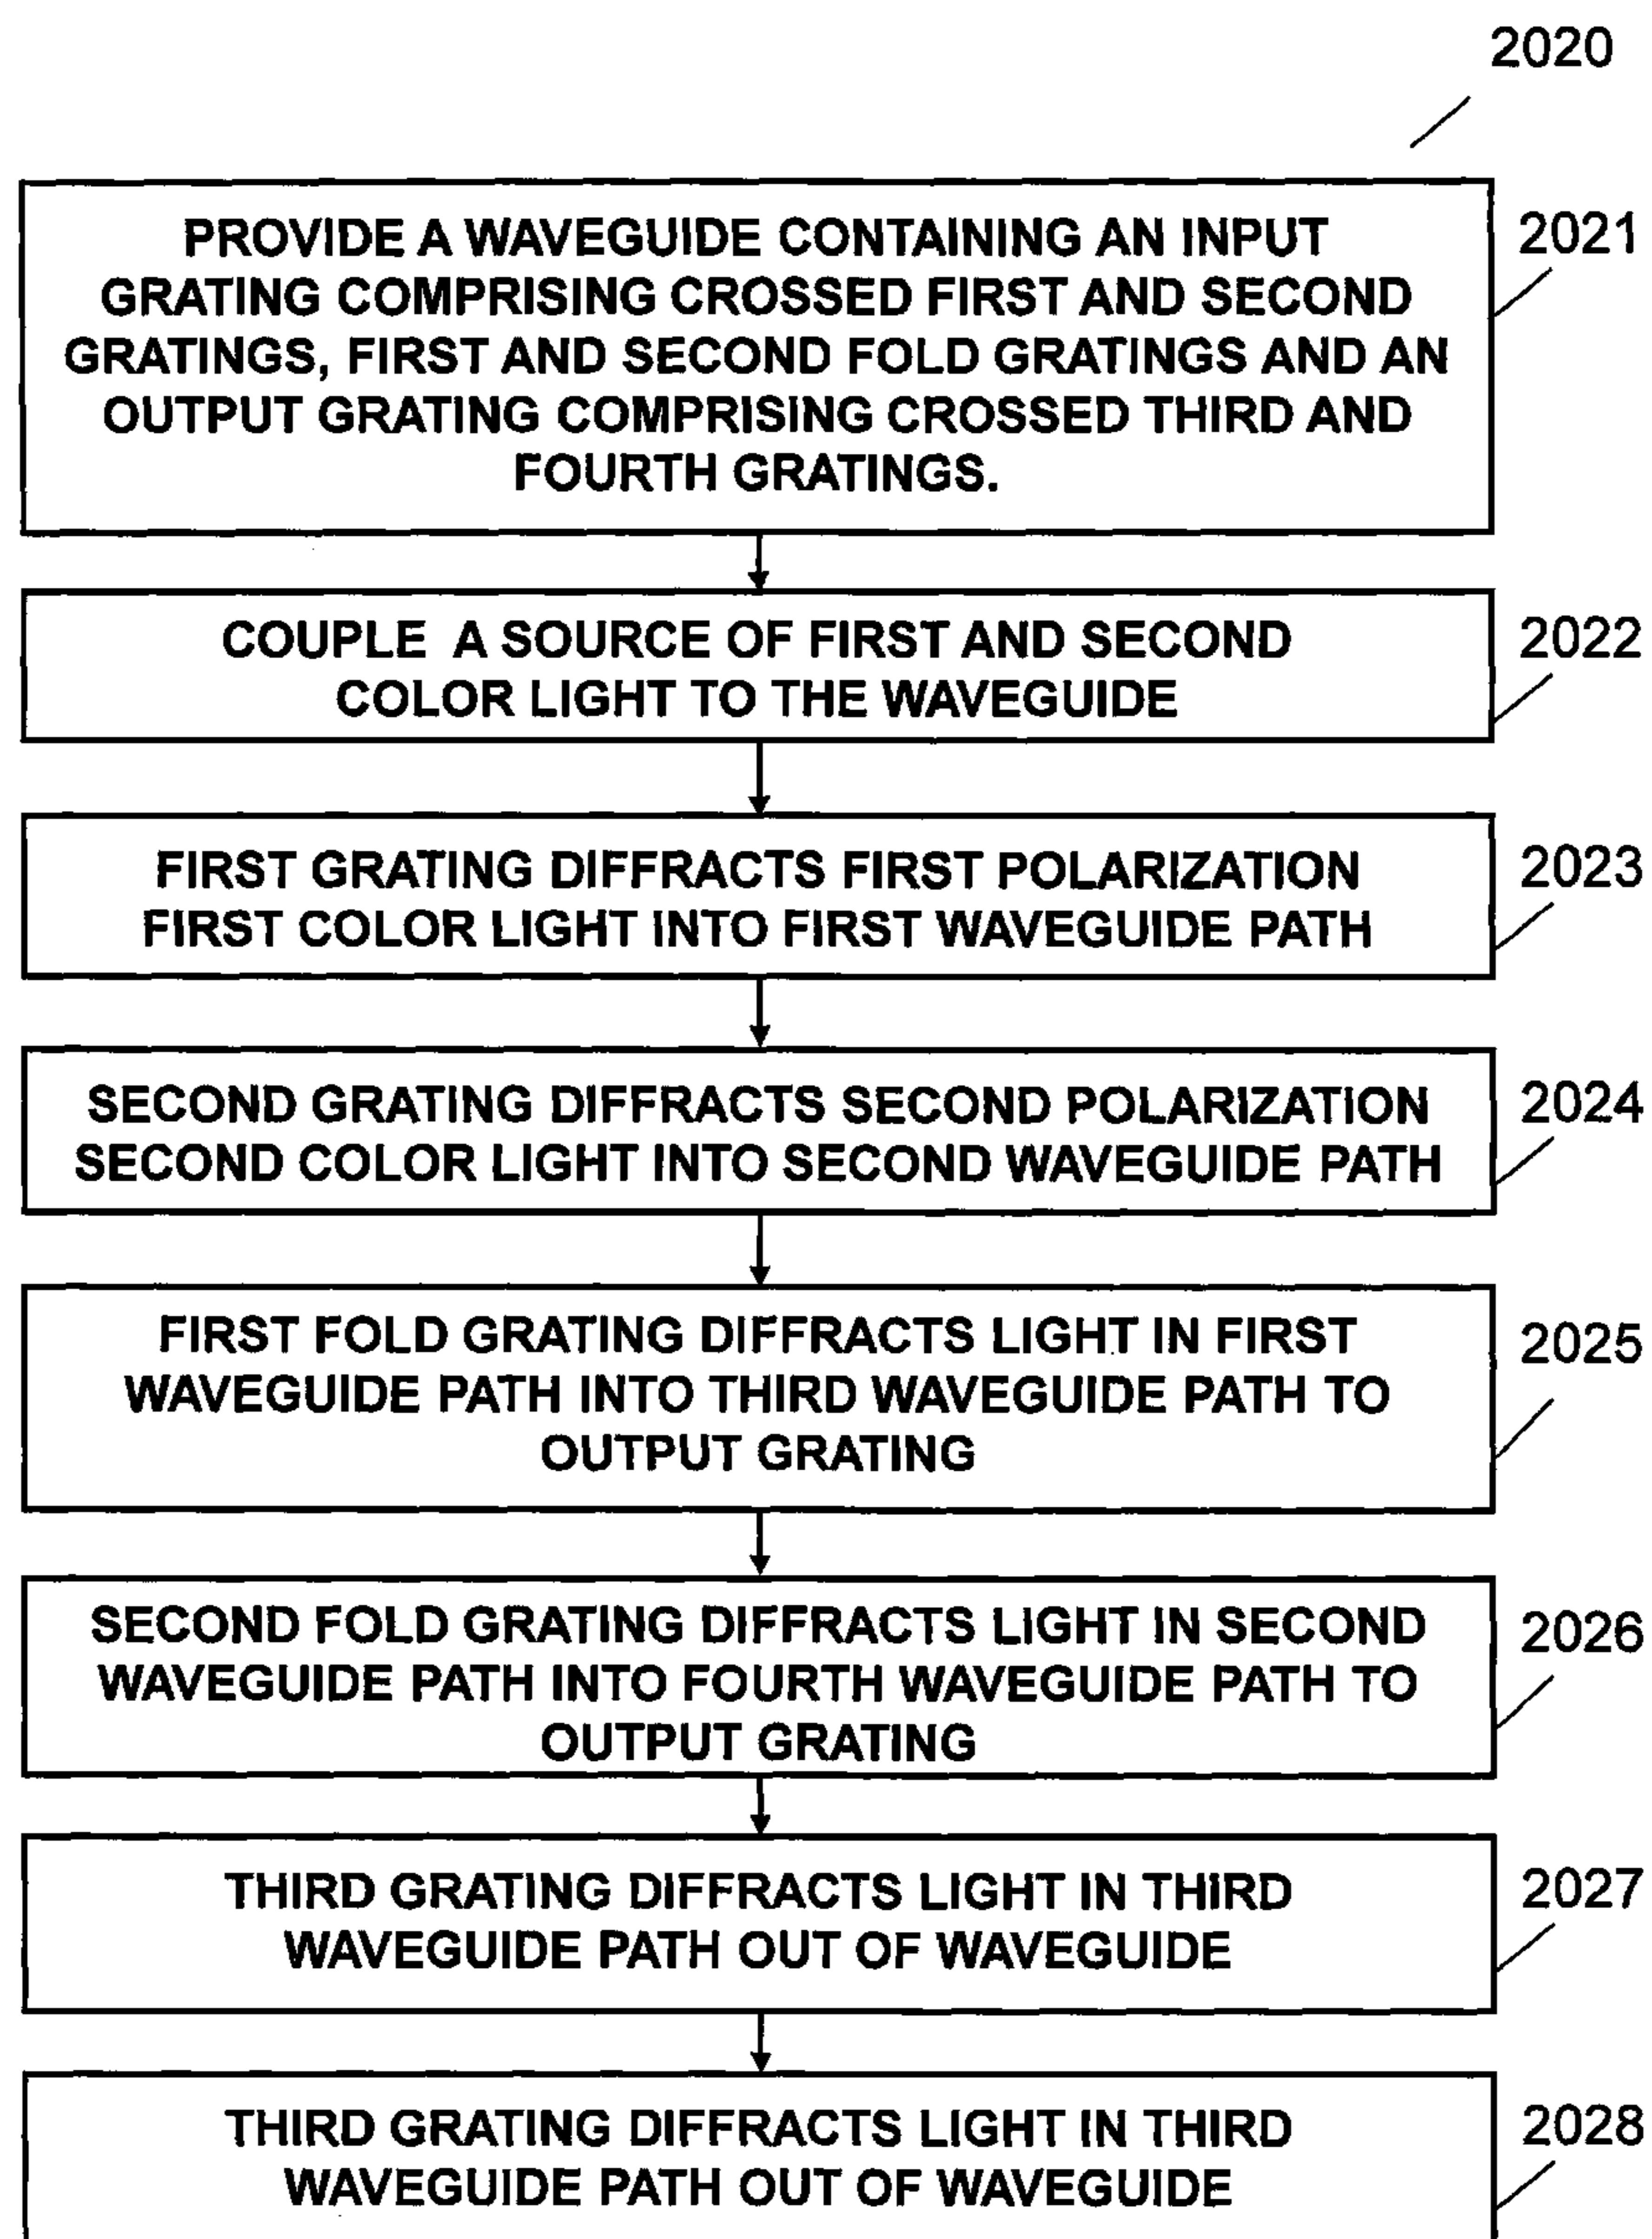 2020
PROVIDE A WAVEGUIDE CONTAINING AN INPUT
GRATING COMPRISING CROSSED FIRST AND SECOND
GRATINGS, FIRST AND SECOND FOLD GRATINGS AND AN
OUTPUT GRATING COMPRISING CROSSED THIRD AND
FOURTH GRATINGS.
2021
COUPLE A SOURCE OF FIRST AND SECOND
COLOR LIGHT TO THE WAVEGUIDE
2022
FIRST GRATING DIFFRACTS FIRST POLARIZATION
FIRST COLOR LIGHT INTO FIRST WAVEGUIDE PATH
2023
SECOND GRATING DIFFRACTS SECOND POLARIZATION
SECOND COLOR LIGHT INTO SECOND WAVEGUIDE PATH
2024
FIRST FOLD GRATING DIFFRACTS LIGHT IN FIRST
WAVEGUIDE PATH INTO THIRD WAVEGUIDE PATH TO
OUTPUT GRATING
2025
SECOND FOLD GRATING DIFFRACTS LIGHT IN SECOND
WAVEGUIDE PATH INTO FOURTH WAVEGUIDE PATH TO
OUTPUT GRATING
2026
THIRD GRATING DIFFRACTS LIGHT IN THIRD
WAVEGUIDE PATH OUT OF WAVEGUIDE
2027
THIRD GRATING DIFFRACTS LIGHT IN THIRD
WAVEGUIDE PATH OUT OF WAVEGUIDE
2028